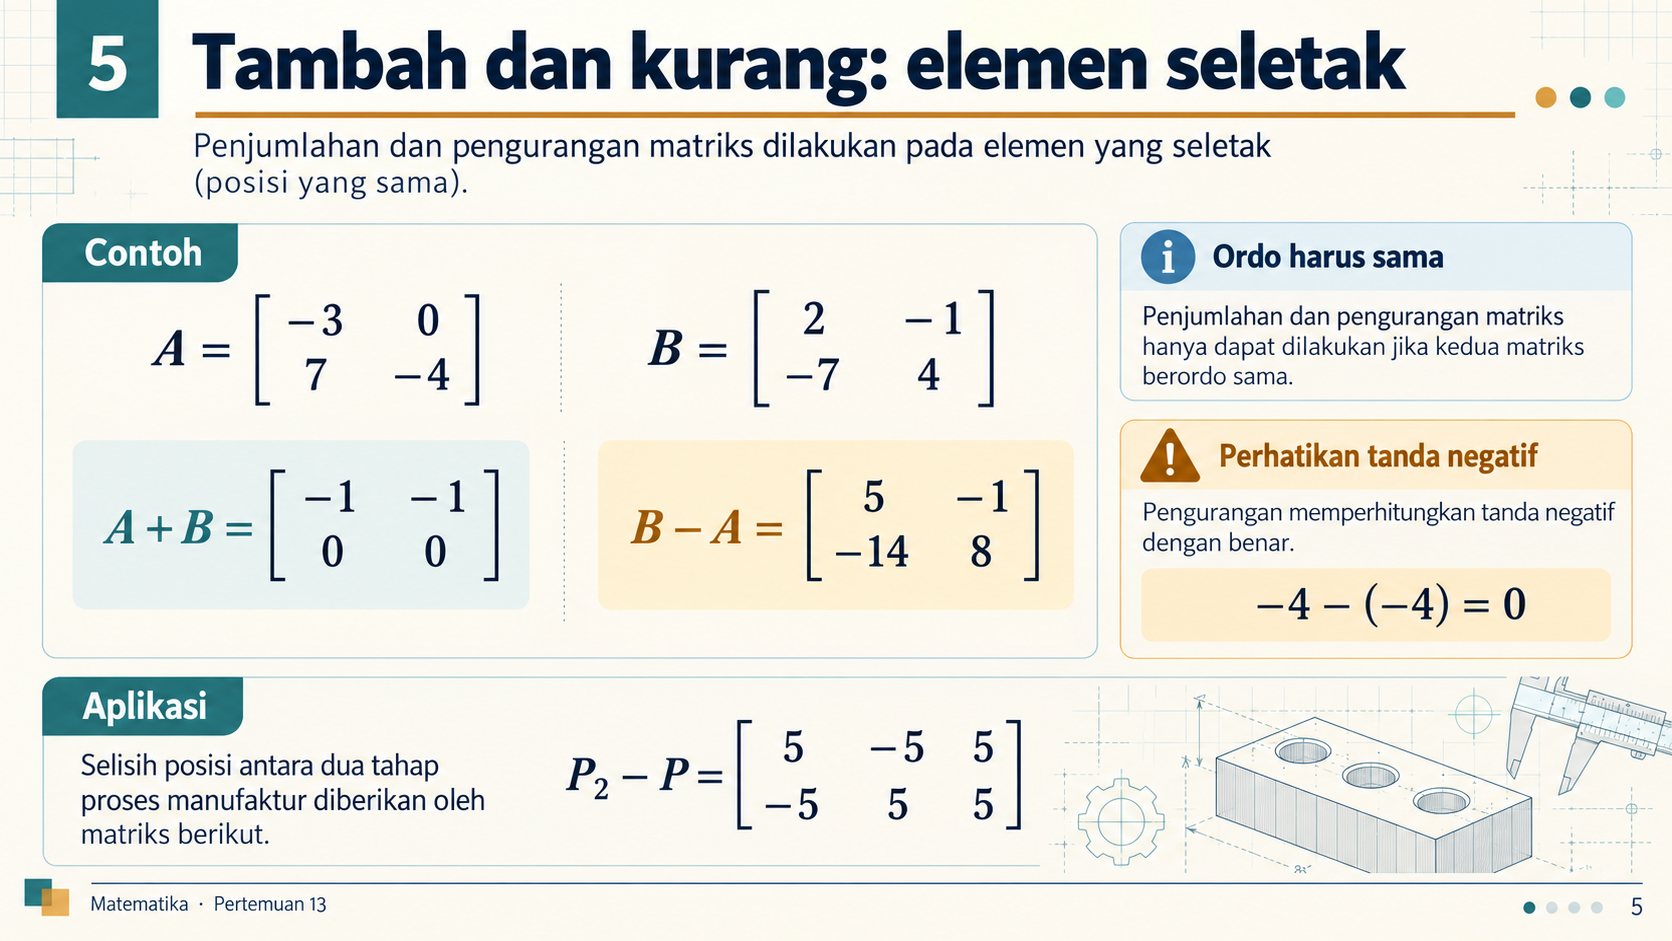 5
Tambah dan kurang: elemen seletak
Penjumlahan dan pengurangan matriks dilakukan pada elemen yang seletak
(posisi yang sama).
Contoh
A = [ −3 0
7 −4 ]
B = [ 2 −1
−7 4 ]
A + B = [ −1 −1
0 0 ]
B − A = [ 5 −1
−14 8 ]
i Ordo harus sama
Penjumlahan dan pengurangan matriks
hanya dapat dilakukan jika kedua matriks
berordo sama.
! Perhatikan tanda negatif
Pengurangan memperhitungkan tanda negatif
dengan benar.
−4 − (−4) = 0
Aplikasi
Selisih posisi antara dua tahap
proses manufaktur diberikan oleh
matriks berikut.
P₂ − P = [ 5 −5 5
−5 5 5 ]
Matematika · Pertemuan 13
5